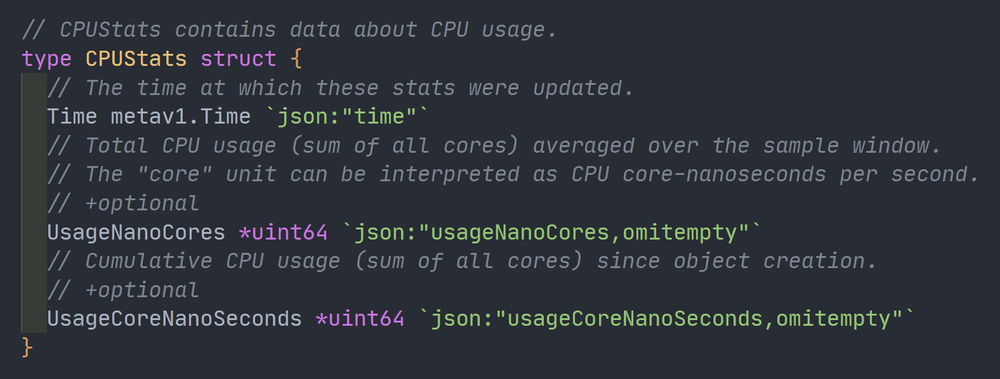 // CPUStats contains data about CPU usage.
type CPUStats struct {
// The time at which these stats were updated.
Time metav1.Time `json:"time"`
// Total CPU usage (sum of all cores) averaged over the sample window.
// The "core" unit can be interpreted as CPU core-nanoseconds per second.
// +optional
UsageNanoCores *uint64 `json:"usageNanoCores,omitempty"`
// Cumulative CPU usage (sum of all cores) since object creation.
// +optional
UsageCoreNanoSeconds *uint64 `json:"usageCoreNanoSeconds,omitempty"`
}